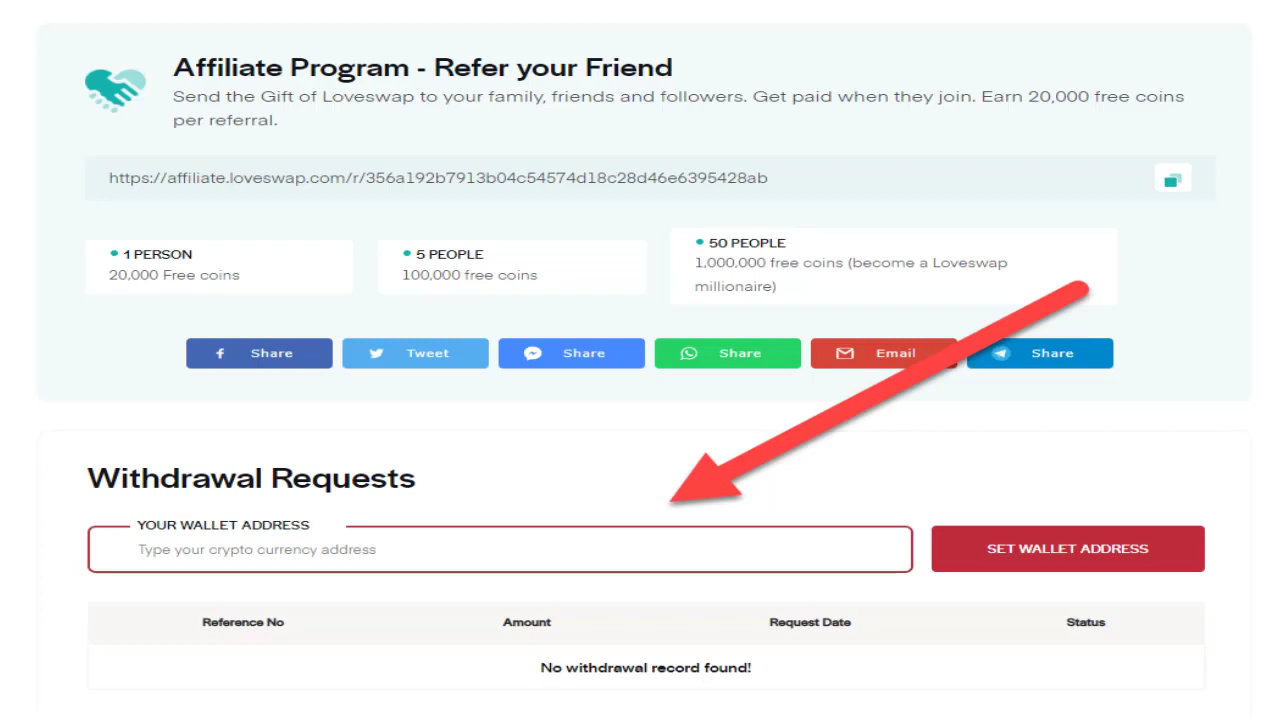 Affiliate Program - Refer your Friend
Send the Gift of Loveswap to your family, friends and followers. Get paid when they join. Earn 20,000 free coins
per referral.
https://affiliate.loveswap.com/r/356a192b7913b04c54574d18c28d46e6395428ab
1 PERSON
20,000 Free coins
5 PEOPLE
100,000 free coins
50 PEOPLE
1,000,000 free coins (become a Loveswap
millionaire)
Share Tweet Share Share Email Share
Withdrawal Requests
YOUR WALLET ADDRESS
Type your crypto currency address
SET WALLET ADDRESS
Reference No Amount Request Date Status
No withdrawal record found!